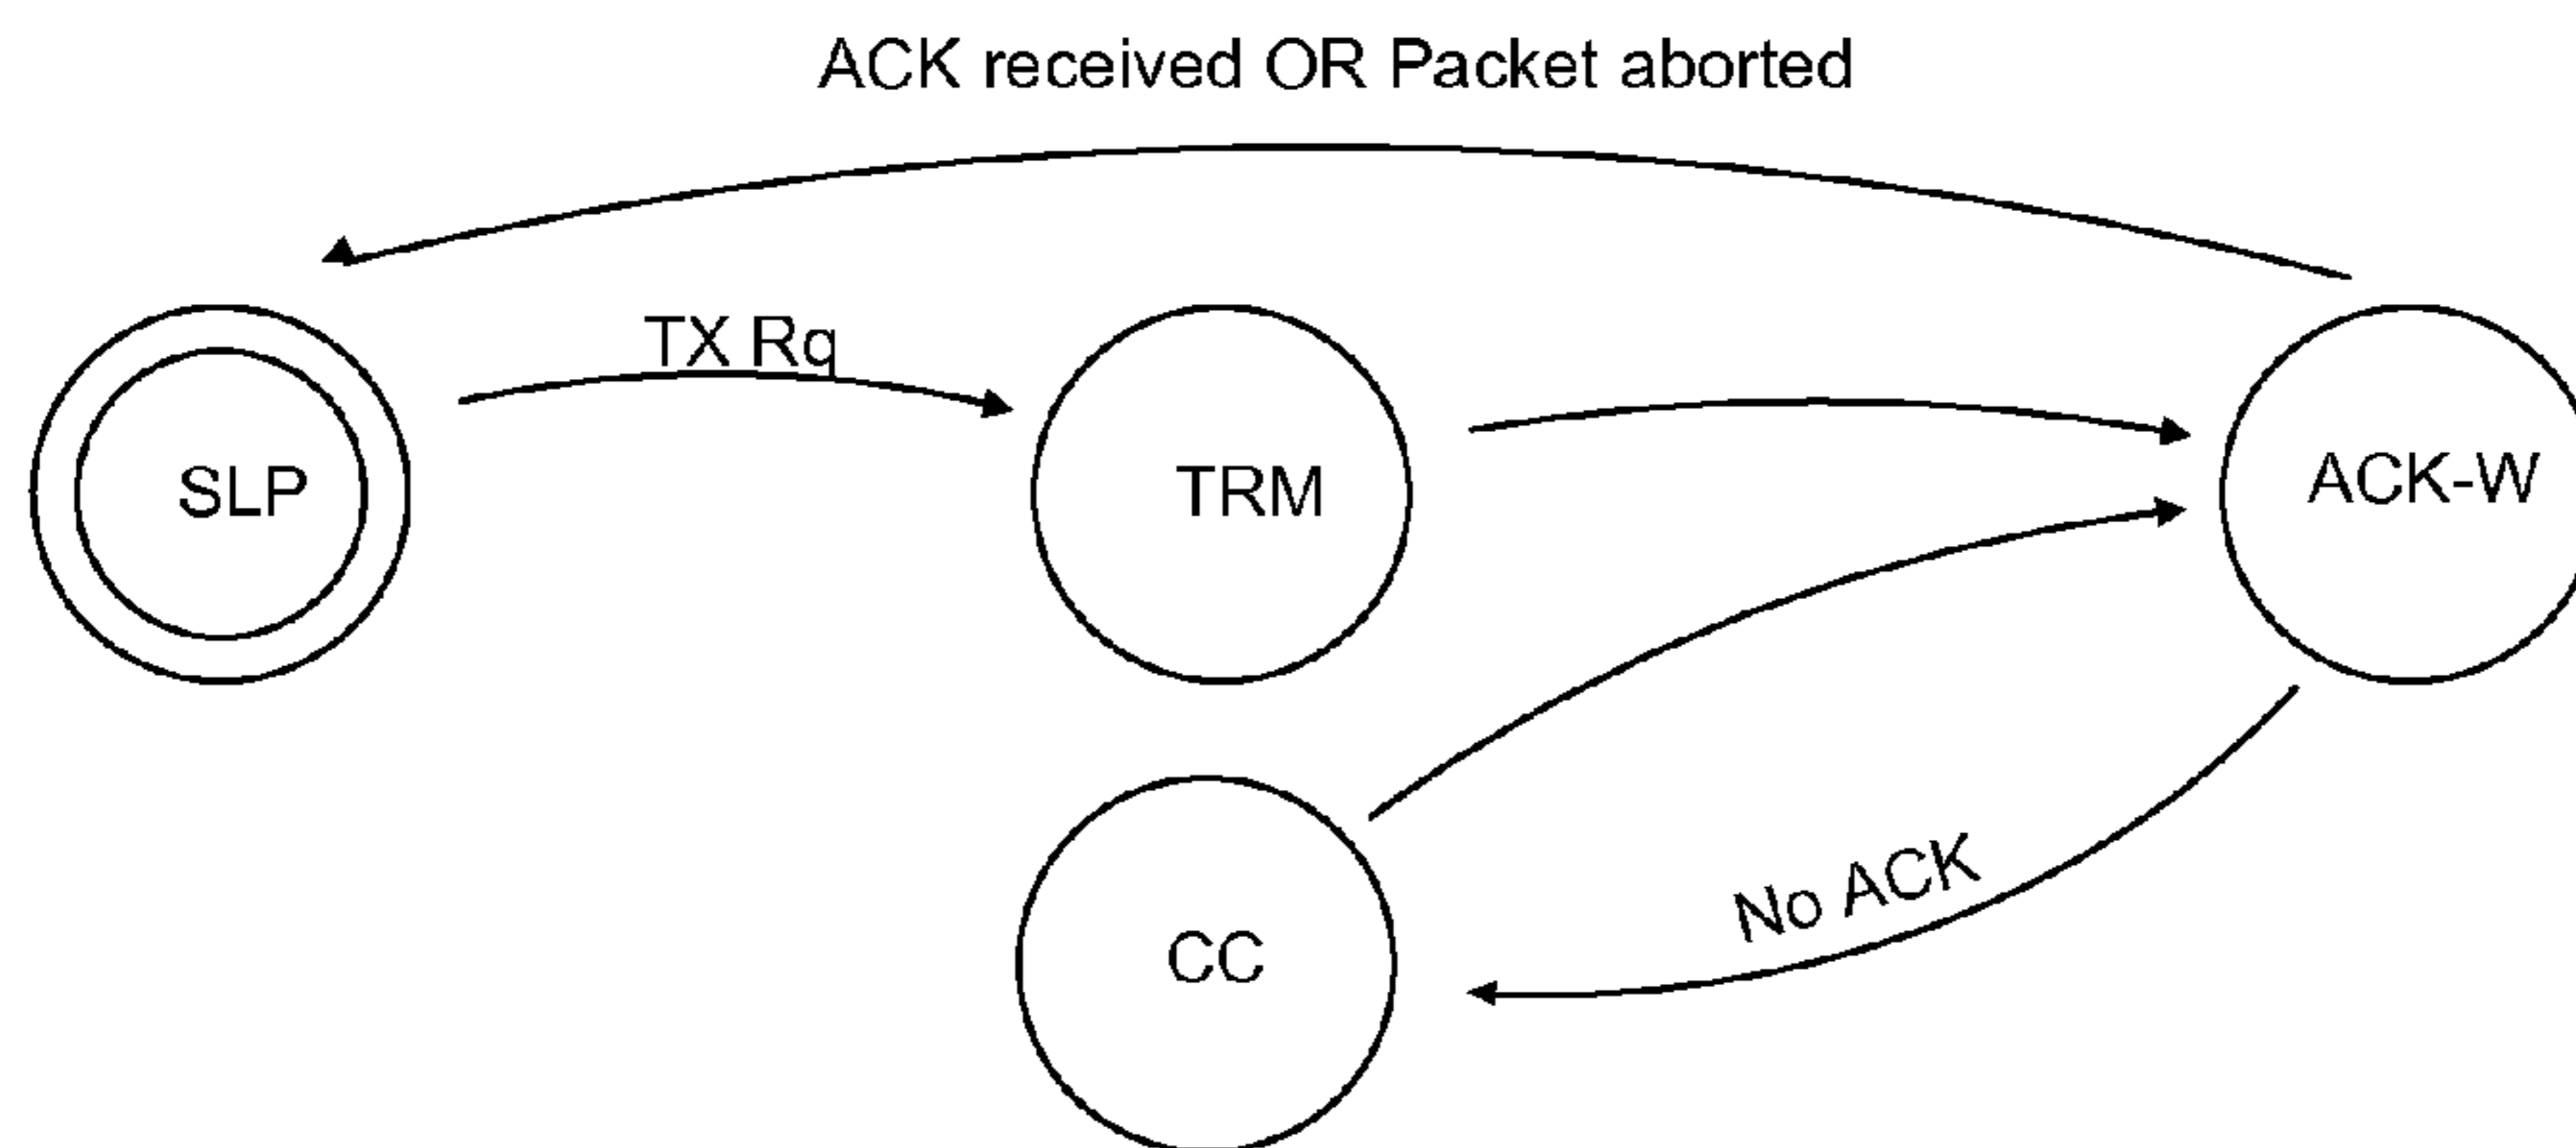 ACK received OR Packet aborted
TX Rq
SLP
TRM
ACK-W
No ACK
CC